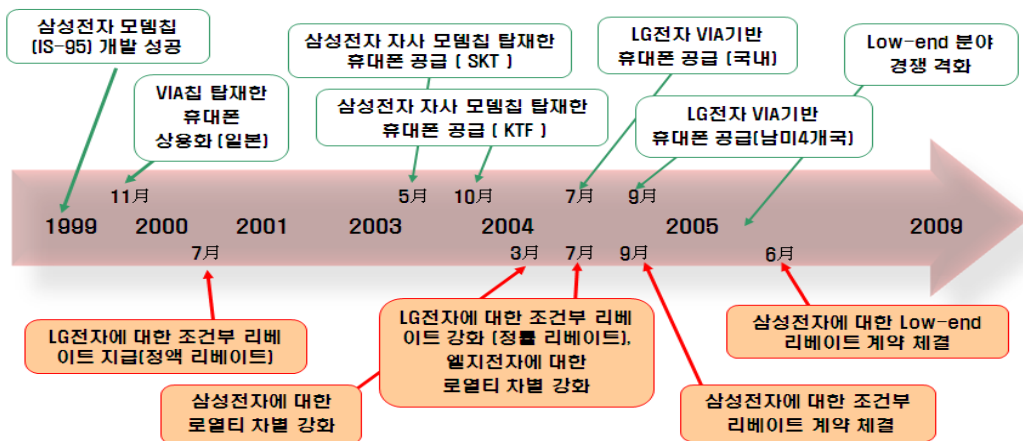 삼성전자 모뎀칩
(IS-95) 개발 성공
VIA칩 탑재한
휴대폰
상용화 (일본)
삼성전자 자사 모뎀칩 탑재한
휴대폰 공급 ( SKT )
삼성전자 자사 모뎀칩 탑재한
휴대폰 공급 ( KTF )
LG전자 VIA기반
휴대폰 공급 (국내)
LG전자 VIA기반
휴대폰 공급(남미4개국)
Low-end 분야
경쟁 격화
11月 5月 10月 7月 9月
1999 2000 2001 2003 2004 2005 2009
7月 3月 7月 9月 6月
LG전자에 대한 조건부 리베
이트 지급(정액 리베이트)
삼성전자에 대한
로열티 차별 강화
LG전자에 대한 조건부 리베
이트 강화 (정률 리베이트),
엘지전자에 대한
로열티 차별 강화
삼성전자에 대한 조건부
리베이트 계약 체결
삼성전자에 대한 Low-end
리베이트 계약 체결